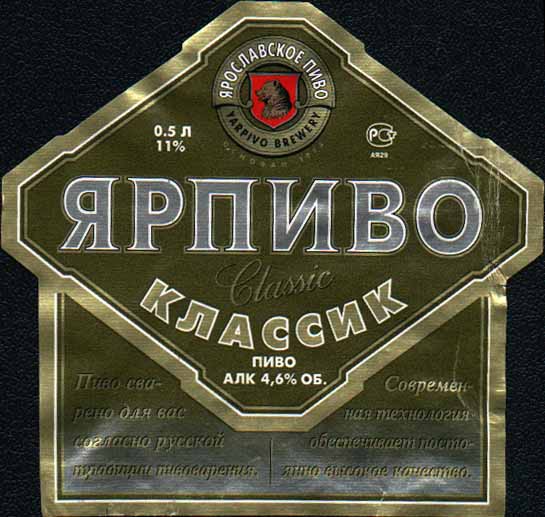 ЯРОСЛАВСКОЕ ПИВО
YARPIVO BREWERY
0.5 Л
11%
РСТ
АЯ29
ЯРПИВО
Classic
КЛАССИК
ПИВО
АЛК 4,6% ОБ.
Пиво сва-
рено для вас
согласно русской
традиции пивоварения.
Современ-
ная технология
обеспечивает посто-
янно высокое качество.